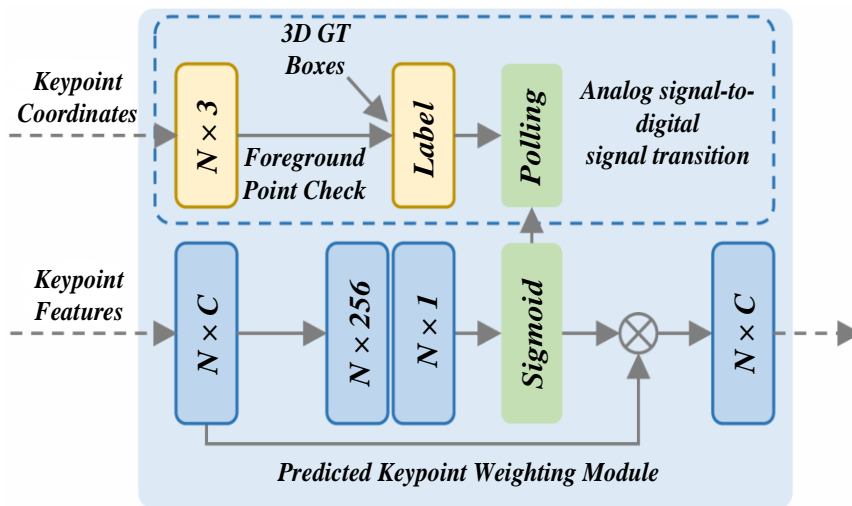 3D GT
Boxes
Keypoint
Coordinates
N × 3
Foreground
Point Check
Label
Polling
Analog signal-to-
digital
signal transition
Keypoint
Features
N × C
N × 256
N × 1
Sigmoid
N × C
Predicted Keypoint Weighting Module